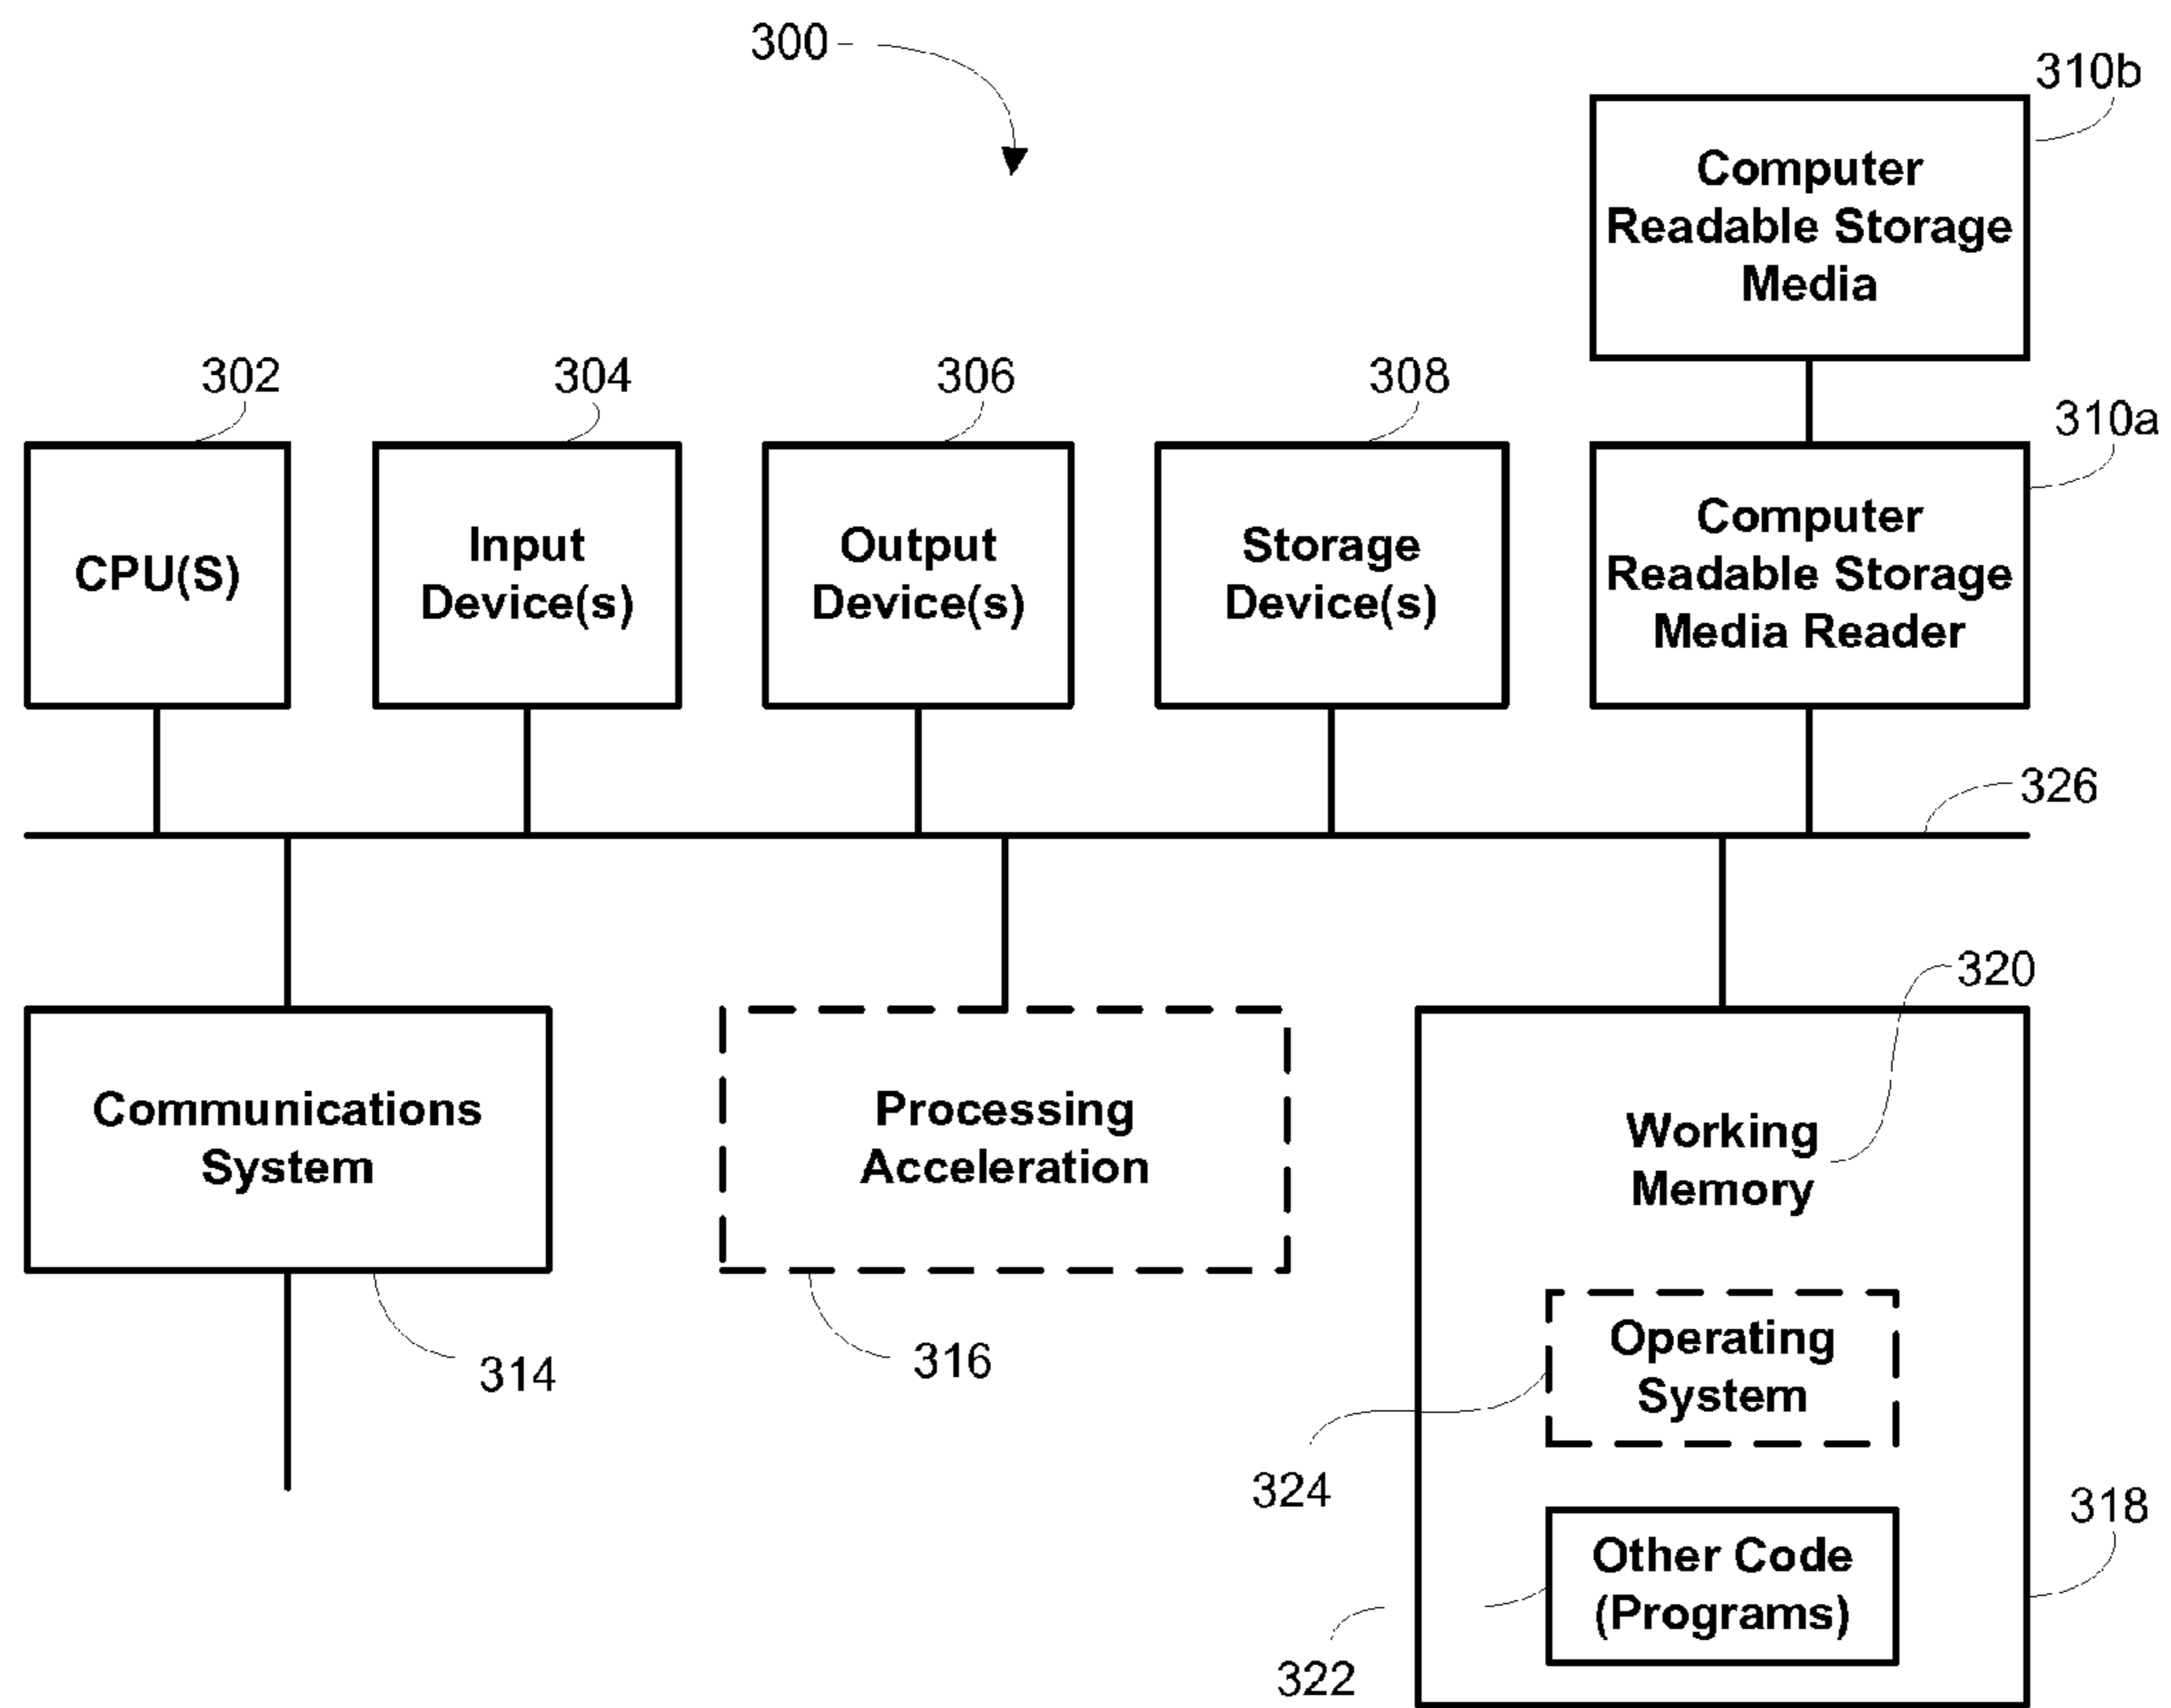 300
310b
Computer
Readable Storage
Media
302
304
306
308
310a
CPU(S)
Input
Device(s)
Output
Device(s)
Storage
Device(s)
Computer
Readable Storage
Media Reader
326
320
Communications
System
Processing
Acceleration
Working
Memory
314
316
Operating
System
324
318
Other Code
(Programs)
322